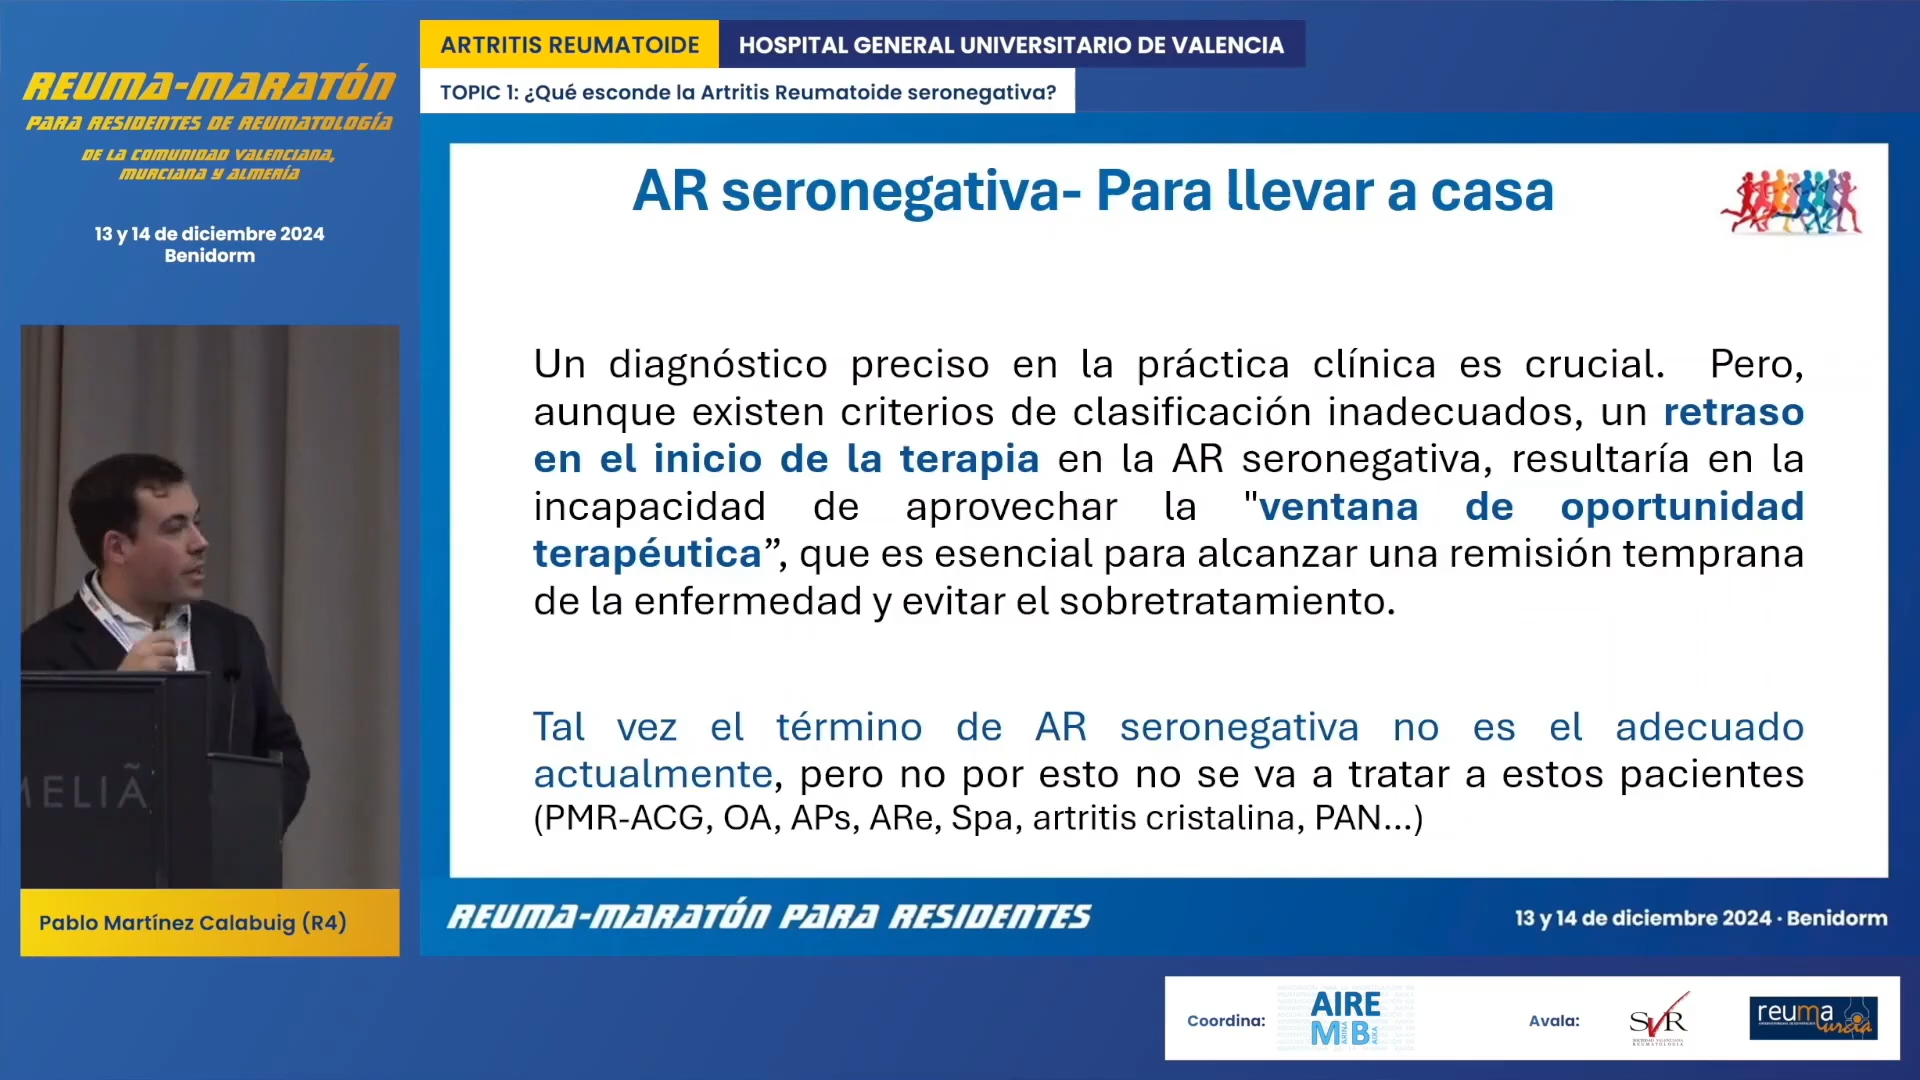 REUMA-MARATÓN
PARA RESIDENTES DE REUMATOLOGÍA
DE LA COMUNIDAD VALENCIANA,
MURCIANA Y ALMERÍA
13 y 14 de diciembre 2024
Benidorm
ARTRITIS REUMATOIDE
HOSPITAL GENERAL UNIVERSITARIO DE VALENCIA
TOPIC 1: ¿Qué esconde la Artritis Reumatoide seronegativa?
AR seronegativa- Para llevar a casa
Un diagnóstico preciso en la práctica clínica es crucial. Pero,
aunque existen criterios de clasificación inadecuados, un retraso
en el inicio de la terapia en la AR seronegativa, resultaría en la
incapacidad de aprovechar la "ventana de oportunidad
terapéutica”, que es esencial para alcanzar una remisión temprana
de la enfermedad y evitar el sobretratamiento.
Tal vez el término de AR seronegativa no es el adecuado
actualmente, pero no por esto no se va a tratar a estos pacientes
(PMR-ACG, OA, APs, ARe, Spa, artritis cristalina, PAN...)
MELIÃ
Pablo Martínez Calabuig (R4)
REUMA-MARATÓN PARA RESIDENTES
13 y 14 de diciembre 2024 · Benidorm
Coordina:
AIRE
MB
Avala:
SVR
SOCIEDAD VALENCIANA
REUMATOLOGÍA
reuma
urcia